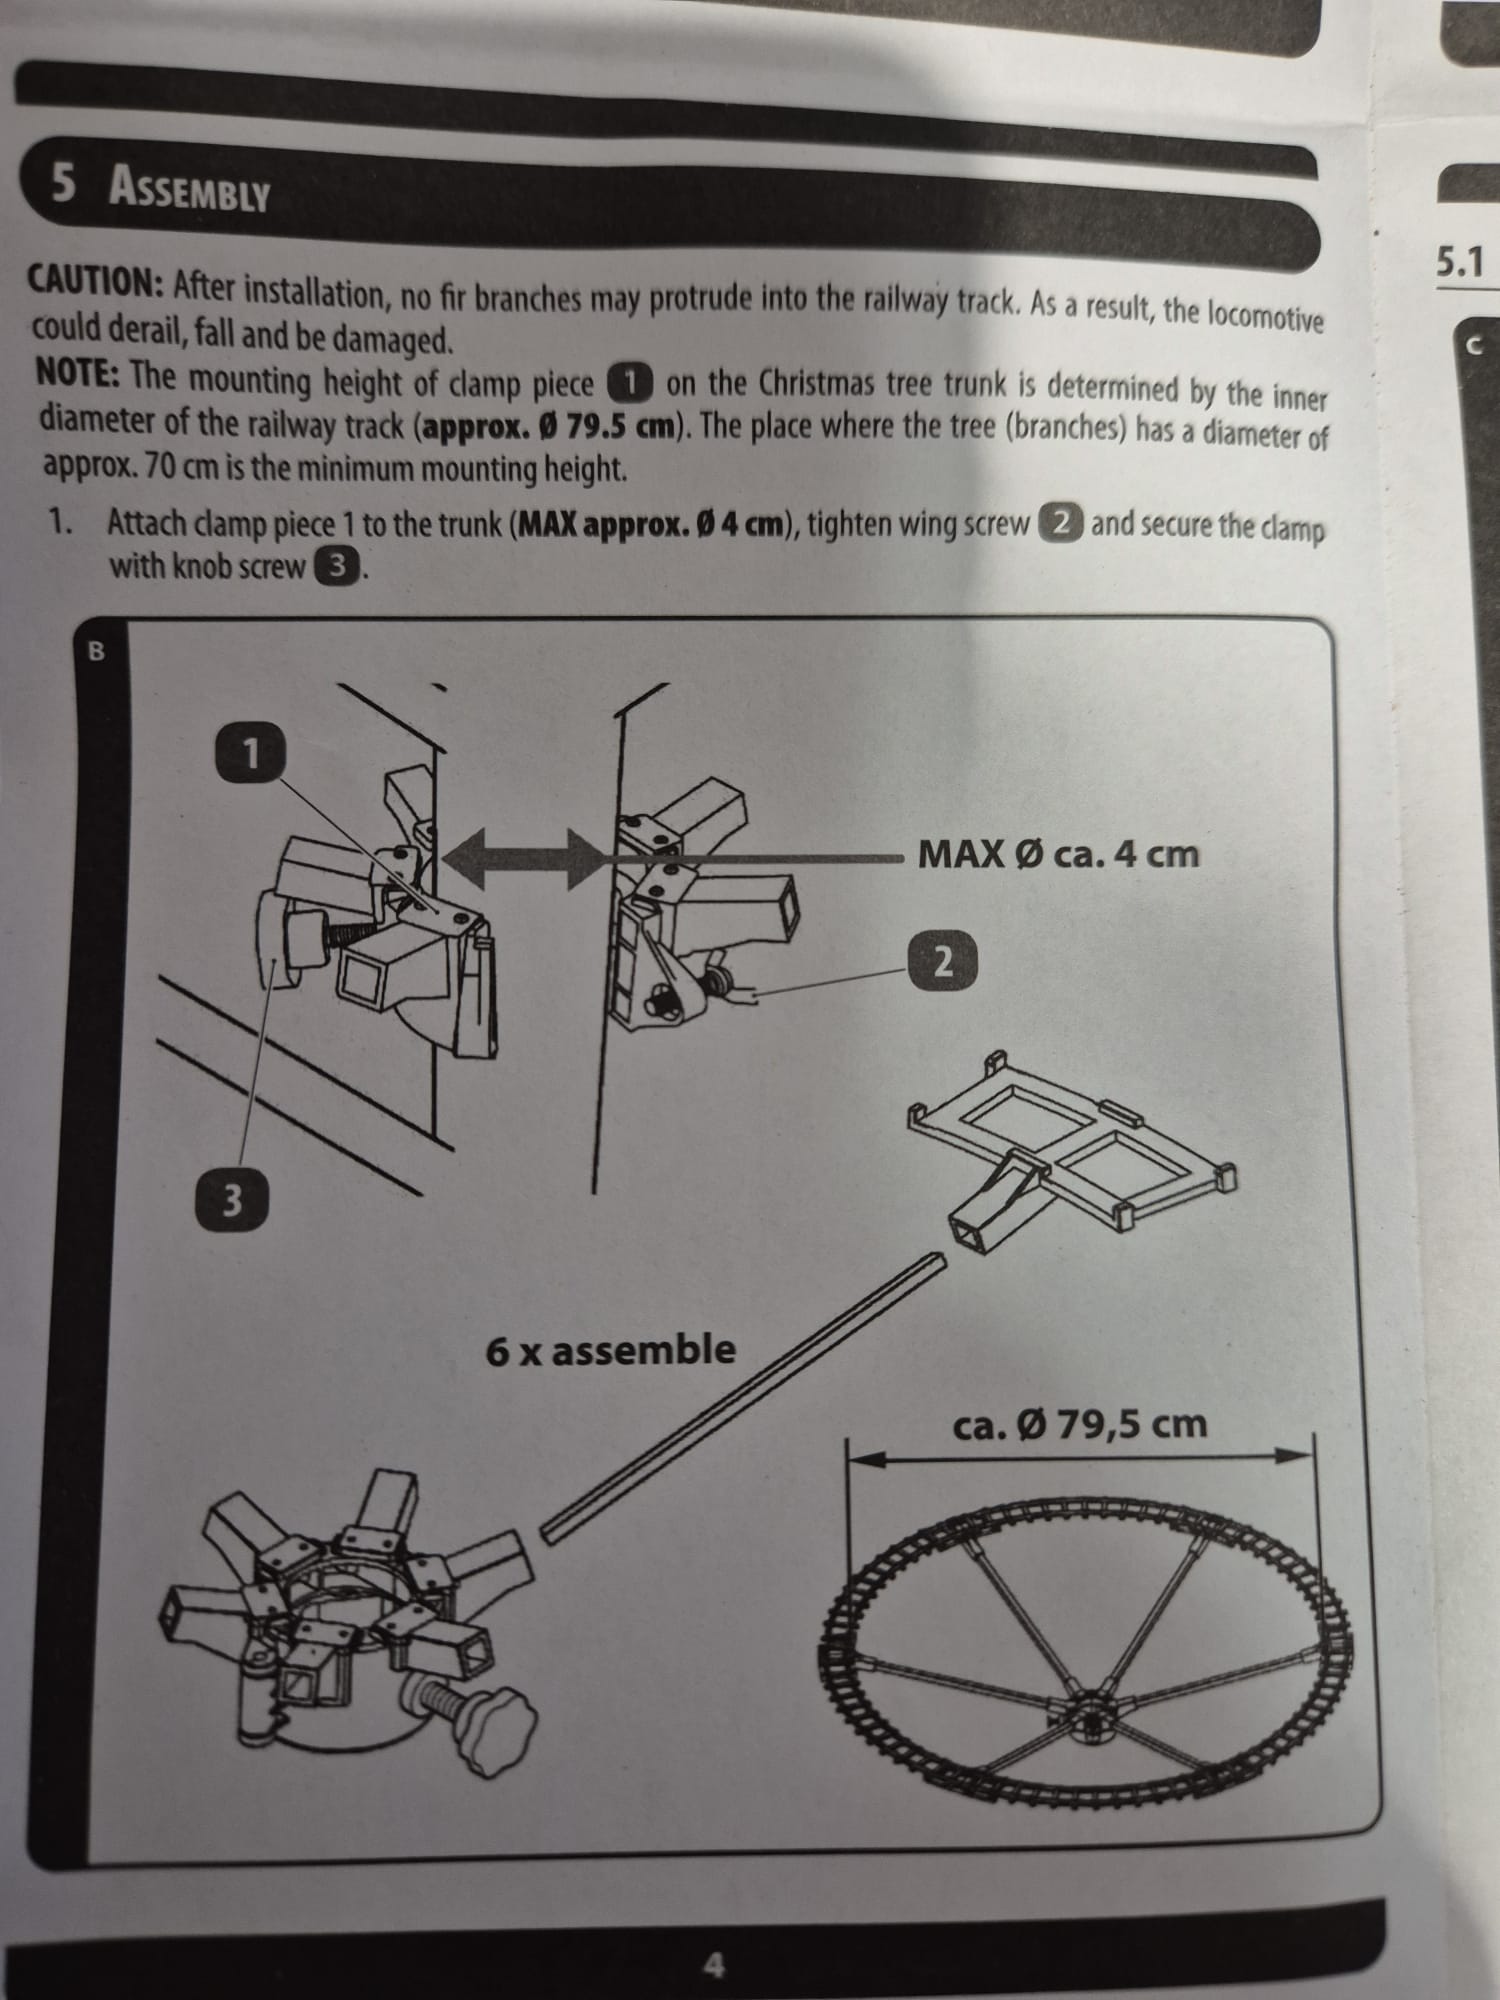 5 ASSEMBLY
5.1
CAUTION: After installation, no fir branches may protrude into the railway track. As a result, the locomotive
could derail, fall and be damaged.
NOTE: The mounting height of clamp piece 1 on the Christmas tree trunk is determined by the inner
diameter of the railway track (approx. Ø 79.5 cm). The place where the tree (branches) has a diameter of
approx. 70 cm is the minimum mounting height.
1. Attach clamp piece 1 to the trunk (MAX approx. Ø 4 cm), tighten wing screw 2 and secure the clamp
with knob screw 3.
B
C
1
MAX Ø ca. 4 cm
2
3
6 x assemble
ca. Ø 79,5 cm
4